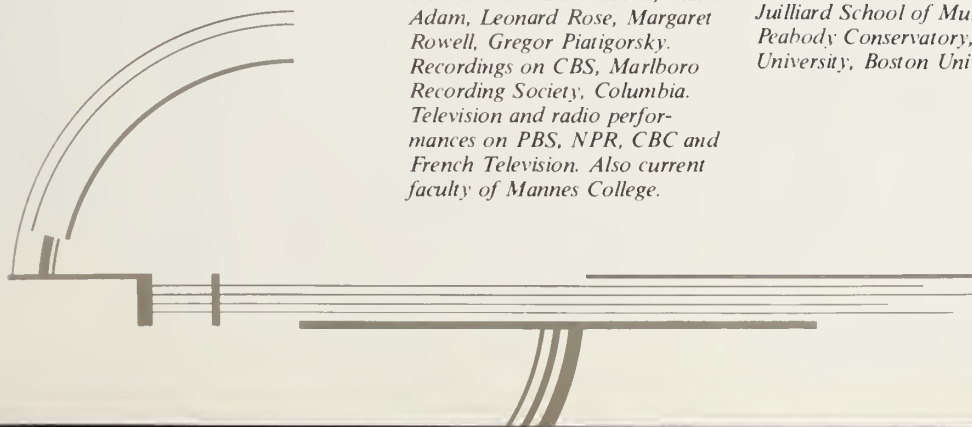 Adam, Leonard Rose, Margaret
Rowell, Gregor Piatigorsky.
Recordings on CBS, Marlboro
Recording Society, Columbia.
Television and radio perfor-
mances on PBS, NPR, CBC and
French Television. Also current
faculty of Mannes College.
Juilliard School of Mu
Peabody Conservatory,
University, Boston Uni